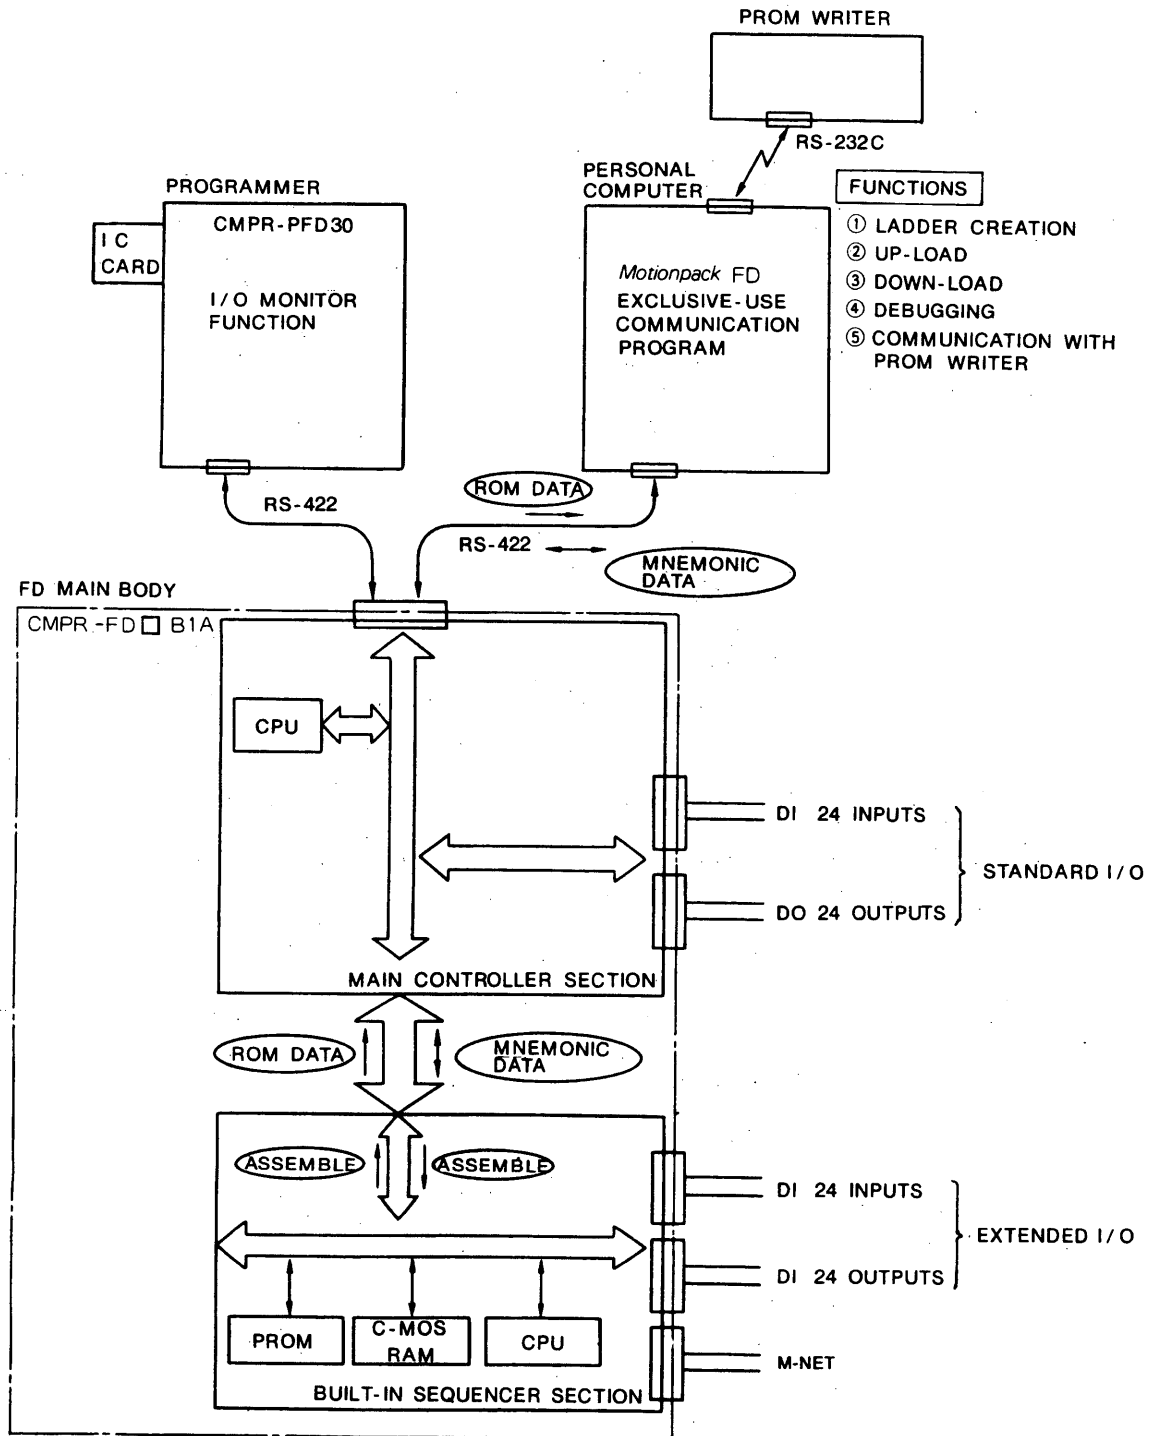 PROM WRITER
RS-232C
PERSONAL
COMPUTER
FUNCTIONS
① LADDER CREATION
② UP-LOAD
③ DOWN-LOAD
④ DEBUGGING
⑤ COMMUNICATION WITH
PROM WRITER
PROGRAMMER
CMPR-PFD30
IC
CARD
I/O MONITOR
FUNCTION
Motionpack FD
EXCLUSIVE-USE
COMMUNICATION
PROGRAM
RS-422
ROM DATA
RS-422
MNEMONIC
DATA
FD MAIN BODY
CMPR-FD□ B1A
CPU
DI 24 INPUTS
STANDARD I/O
DO 24 OUTPUTS
MAIN CONTROLLER SECTION
ROM DATA
MNEMONIC
DATA
ASSEMBLE
ASSEMBLE
DI 24 INPUTS
EXTENDED I/O
DI 24 OUTPUTS
PROM
C-MOS
RAM
CPU
M-NET
BUILT-IN SEQUENCER SECTION